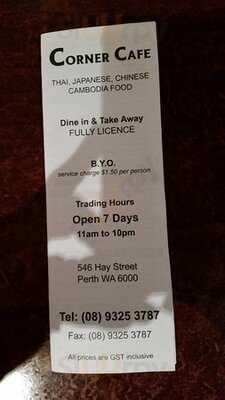 CORNER CAFE
THAI, JAPANESE, CHINESE
CAMBODIA FOOD
Dine in & Take Away
FULLY LICENCE
B.Y.O.
service charge $1.50 per person
Trading Hours
Open 7 Days
11am to 10pm
546 Hay Street
Perth WA 6000
Tel: (08) 9325 3787
Fax: (08) 9325 3787
All prices are GST inclusive